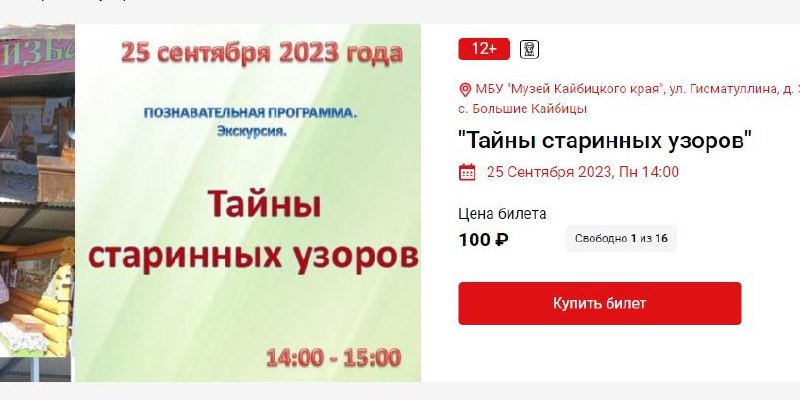 ИЗБА
25 сентября 2023 года
ПОЗНАВАТЕЛЬНАЯ ПРОГРАММА.
Экскурсия.
Тайны
старинных узоров
14:00 - 15:00
12+
МБУ "Музей Кайбицкого края", ул. Гисматуллина, д.
с. Большие Кайбицы
"Тайны старинных узоров"
25 Сентября 2023, Пн 14:00
Цена билета
100 ₽
Свободно 1 из 16
Купить билет